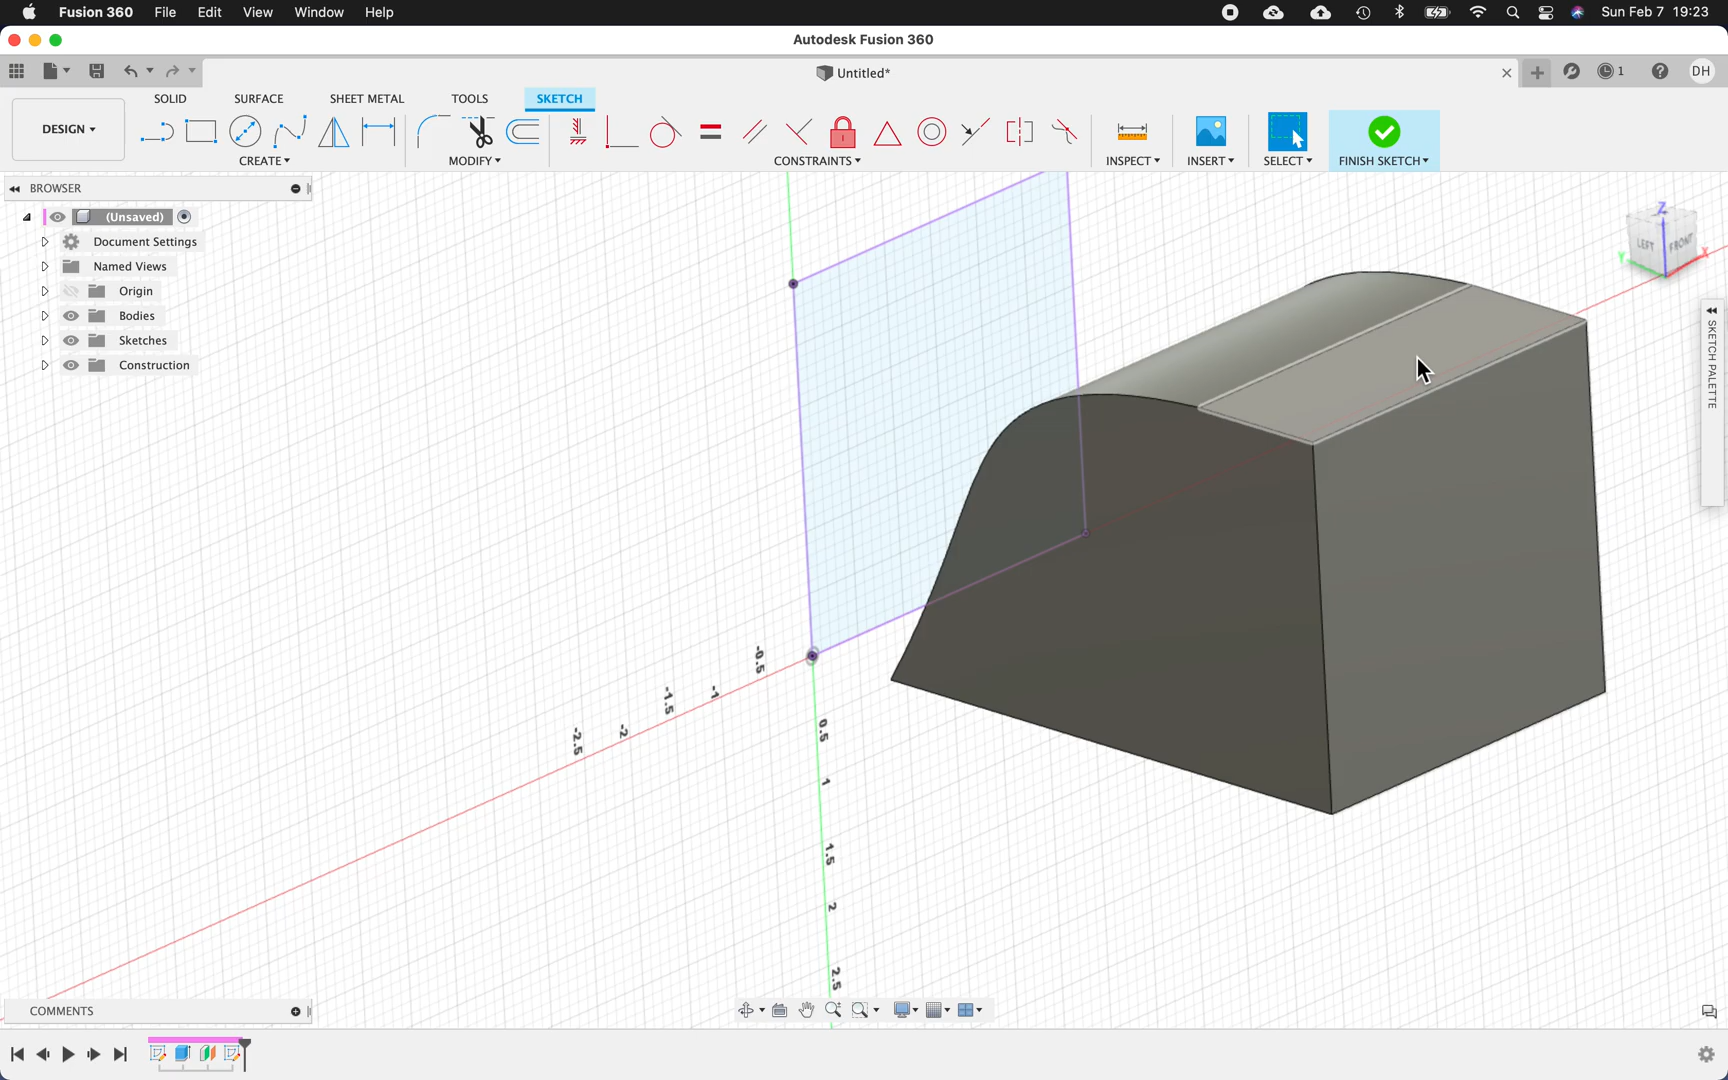 Fusion 360 File Edit View Window Help Sun Feb 7 19:23
Autodesk Fusion 360
Untitled* 1 DH
SOLID SURFACE SHEET METAL TOOLS SKETCH
DESIGN ▾
CREATE ▾ MODIFY ▾ CONSTRAINTS ▾ INSPECT ▾ INSERT ▾ SELECT ▾ FINISH SKETCH ▾
BROWSER
(Unsaved)
Document Settings
Named Views
Origin
Bodies
Sketches
Construction
Z
LEFT FRONT
Y X
SKETCH PALETTE
-0.5
-1
-1.5
-2
-2.5
0.5
1
1.5
2
2.5
COMMENTS